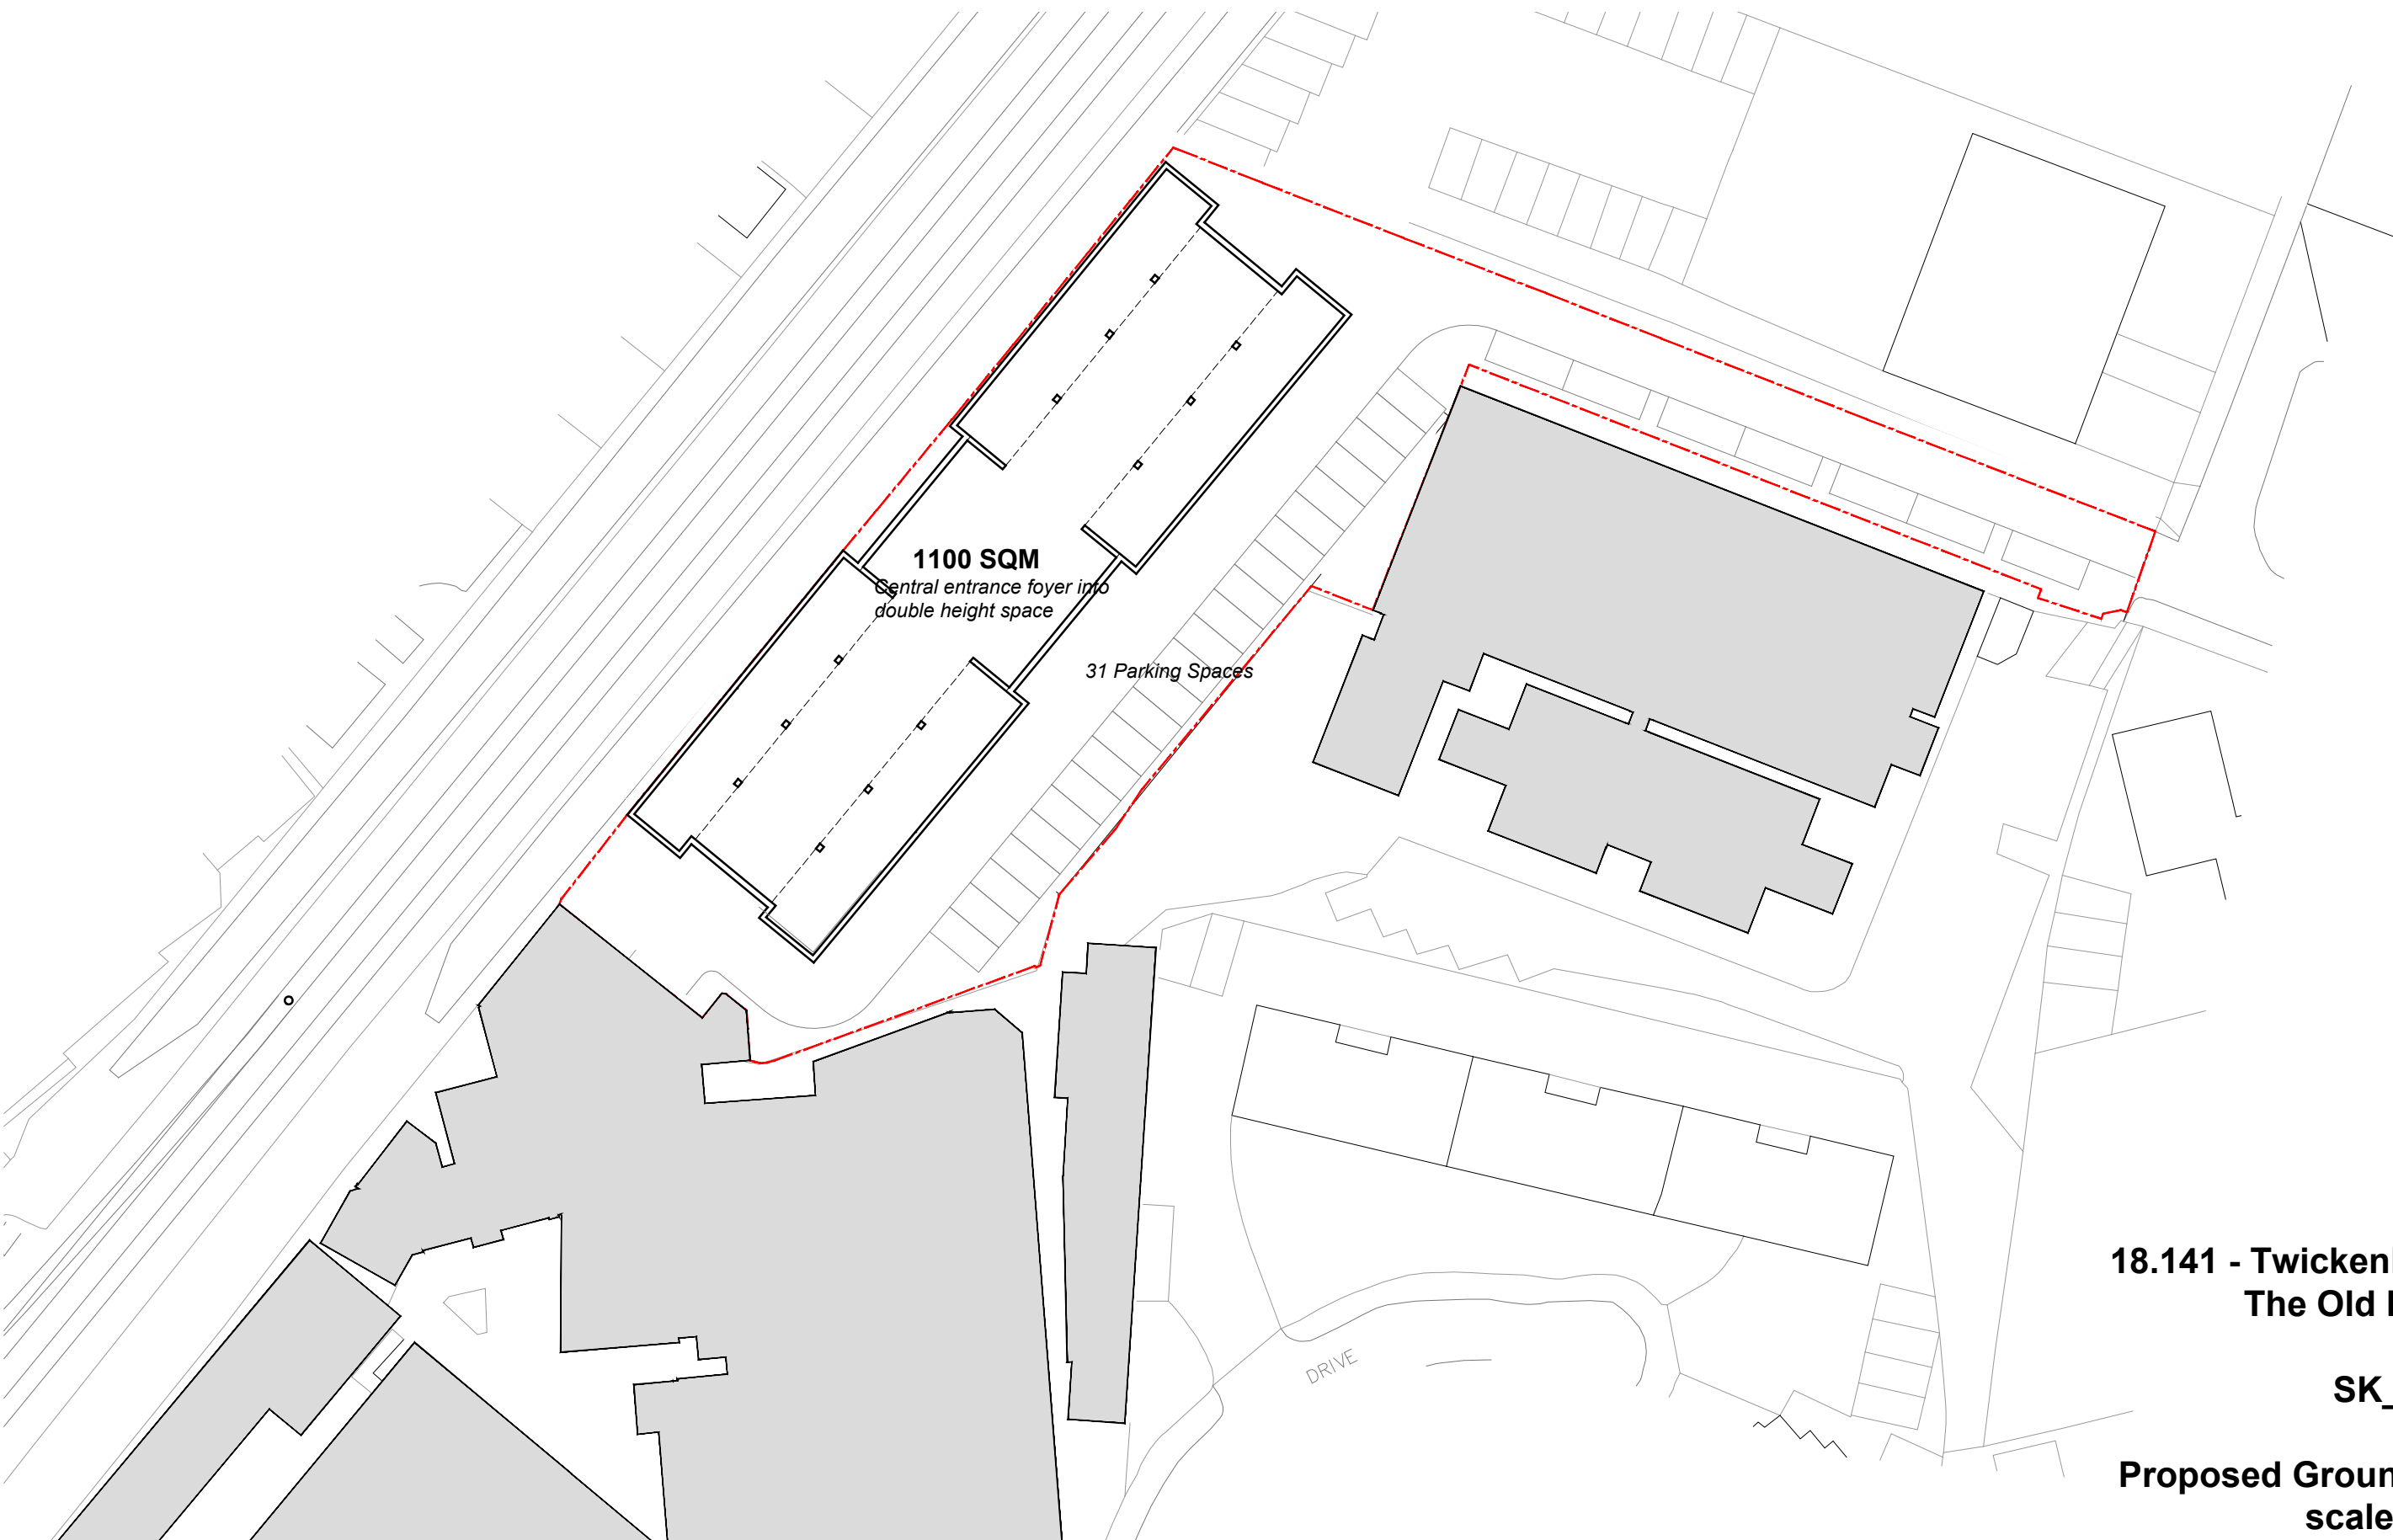 1100 SQM
Central entrance foyer into
double height space
31 Parking Spaces
DRIVE
18.141 - Twicken
The Old
SK_
Proposed Groun
scale